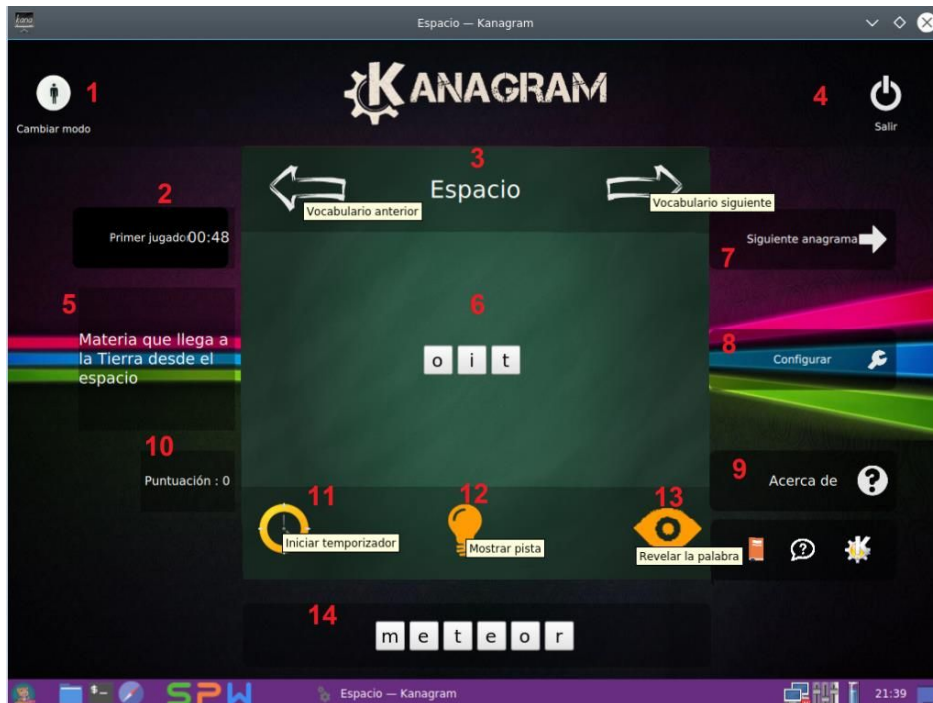 Espacio — Kanagram
1
Cambiar modo
KANAGRAM
4
Salir
2
3
Espacio
Vocabulario anterior
Vocabulario siguiente
Primer jugador 00:48
Siguiente anagrama
7
5
6
Materia que llega a
la Tierra desde el
espacio
o i t
8
Configurar
10
Puntuación : 0
9
Acerca de
?
11
12
13
Iniciar temporizador
Mostrar pista
Revelar la palabra
?
14
m e t e o r
SPW
Espacio — Kanagram
21:39